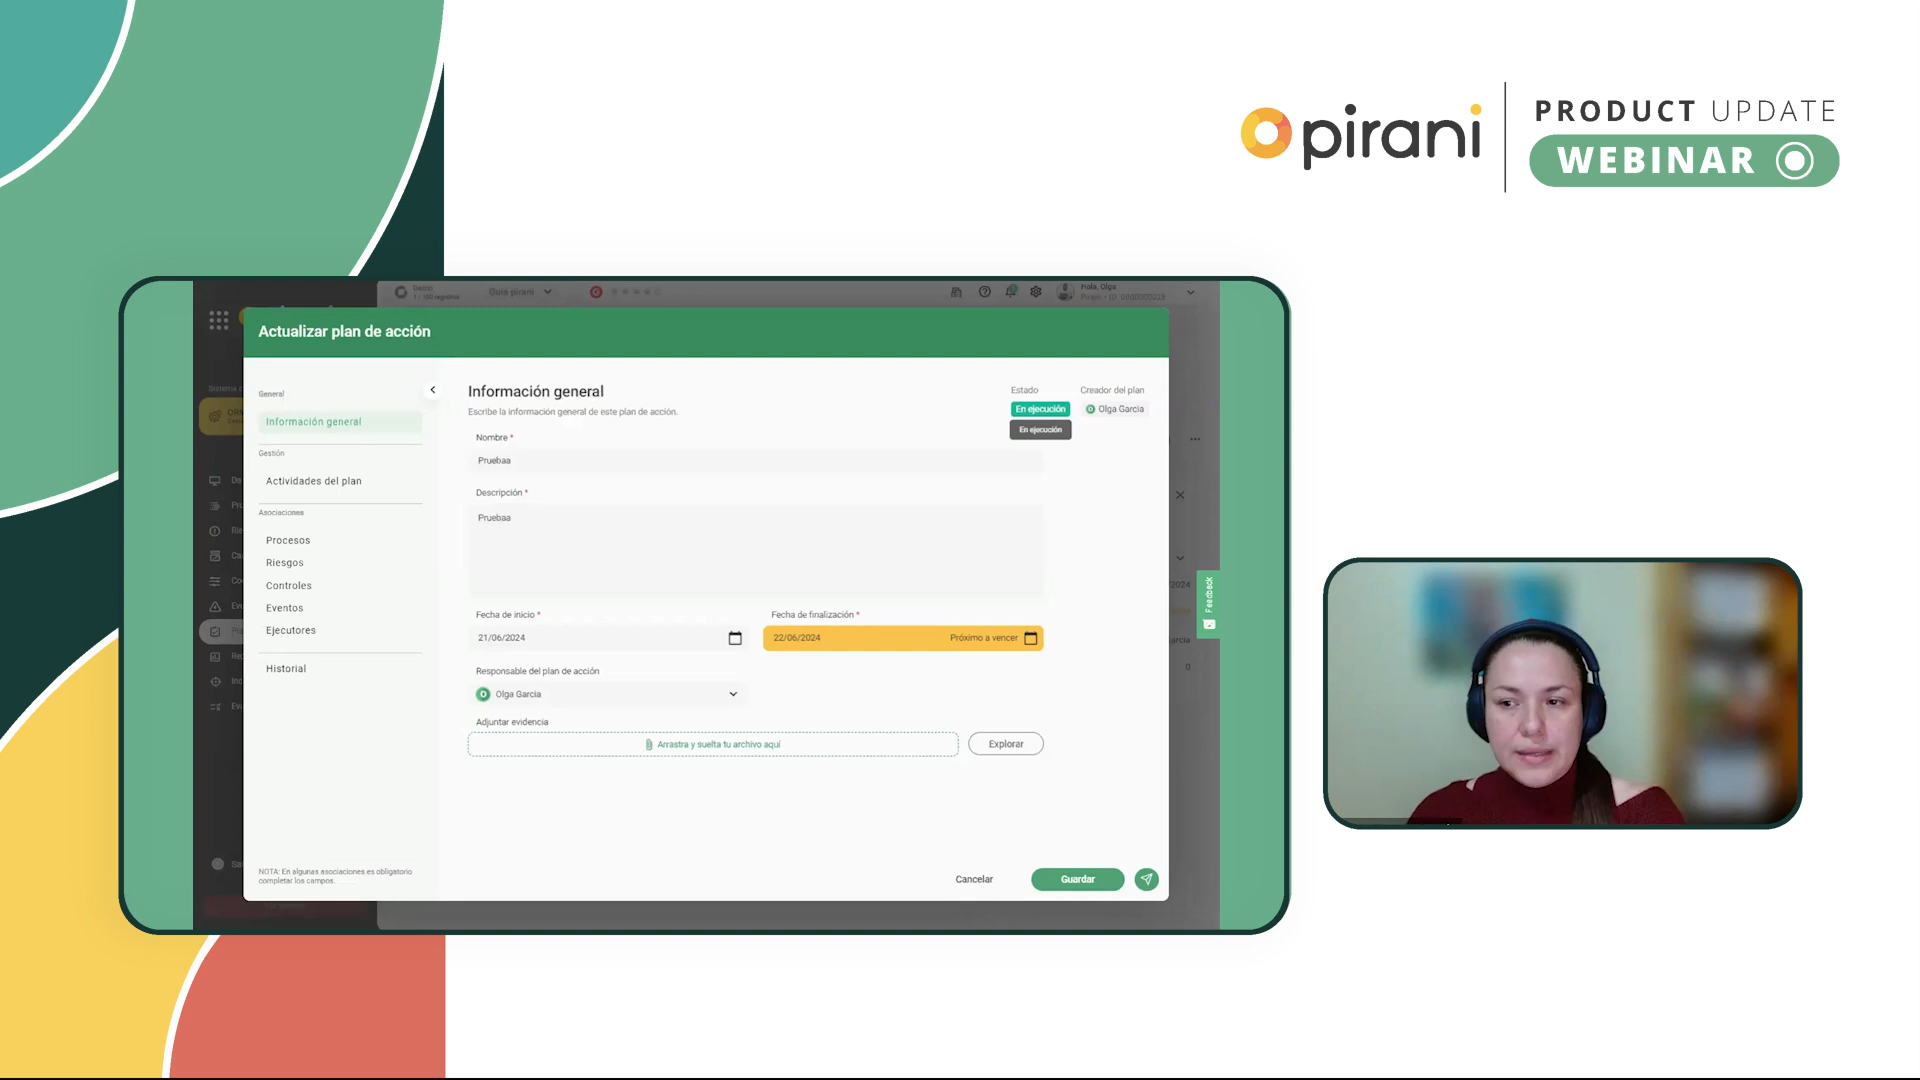 pirani
PRODUCT UPDATE
WEBINAR
Guía pirani
Hola, Olga
Actualizar plan de acción
General
Información general
Gestión
Actividades del plan
Asociaciones
Procesos
Riesgos
Controles
Eventos
Ejecutores
Historial
NOTA: En algunas asociaciones es obligatorio
completar los campos.
Información general
Escribe la información general de este plan de acción.
Estado
En ejecución
En ejecución
Creador del plan
O Olga Garcia
Nombre *
Pruebaa
Descripción *
Pruebaa
Fecha de inicio *
21/06/2024
Fecha de finalización *
22/06/2024 Próximo a vencer
Responsable del plan de acción
O Olga Garcia
Adjuntar evidencia
Arrastra y suelta tu archivo aquí
Explorar
Cancelar
Guardar
Feedback